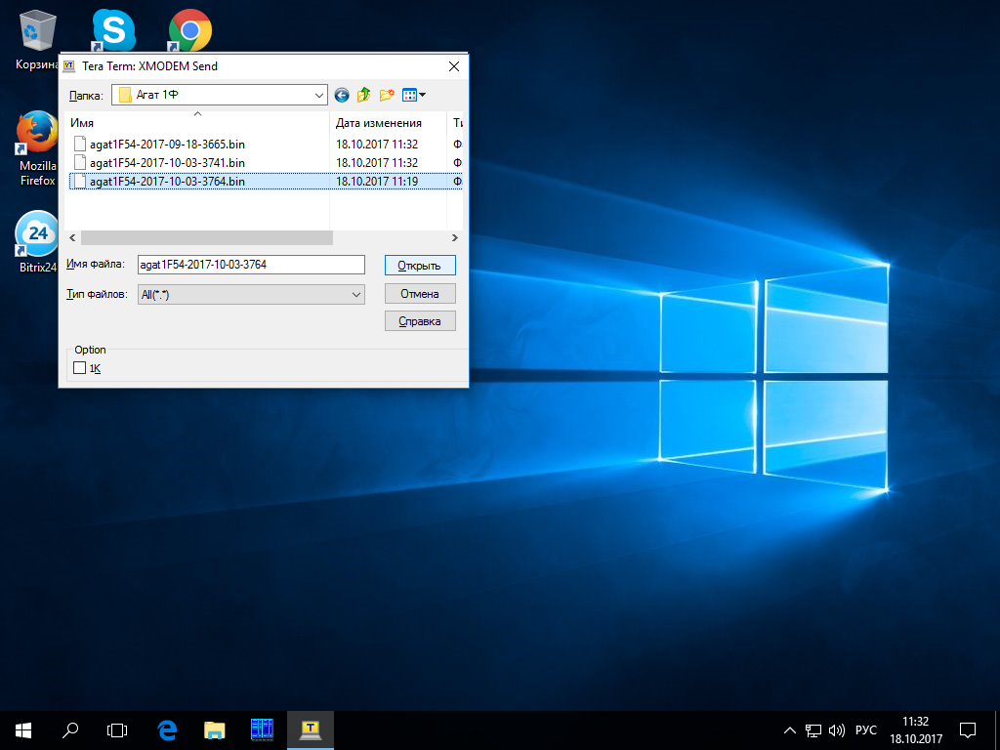 Корзина
S
Tera Term: XMODEM Send
Папка:
Агат 1Ф
Имя
Дата изменения
Ти
agat1F54-2017-09-18-3665.bin
18.10.2017 11:32
Ф
agat1F54-2017-10-03-3741.bin
18.10.2017 11:32
Ф
agat1F54-2017-10-03-3764.bin
18.10.2017 11:19
Ф
Имя файла:
agat1F54-2017-10-03-3764
Открыть
Тип файлов:
All(*.*)
Отмена
Справка
Option
1K
Mozilla
Firefox
24
Bitrix24
T
РУС
11:32
18.10.2017